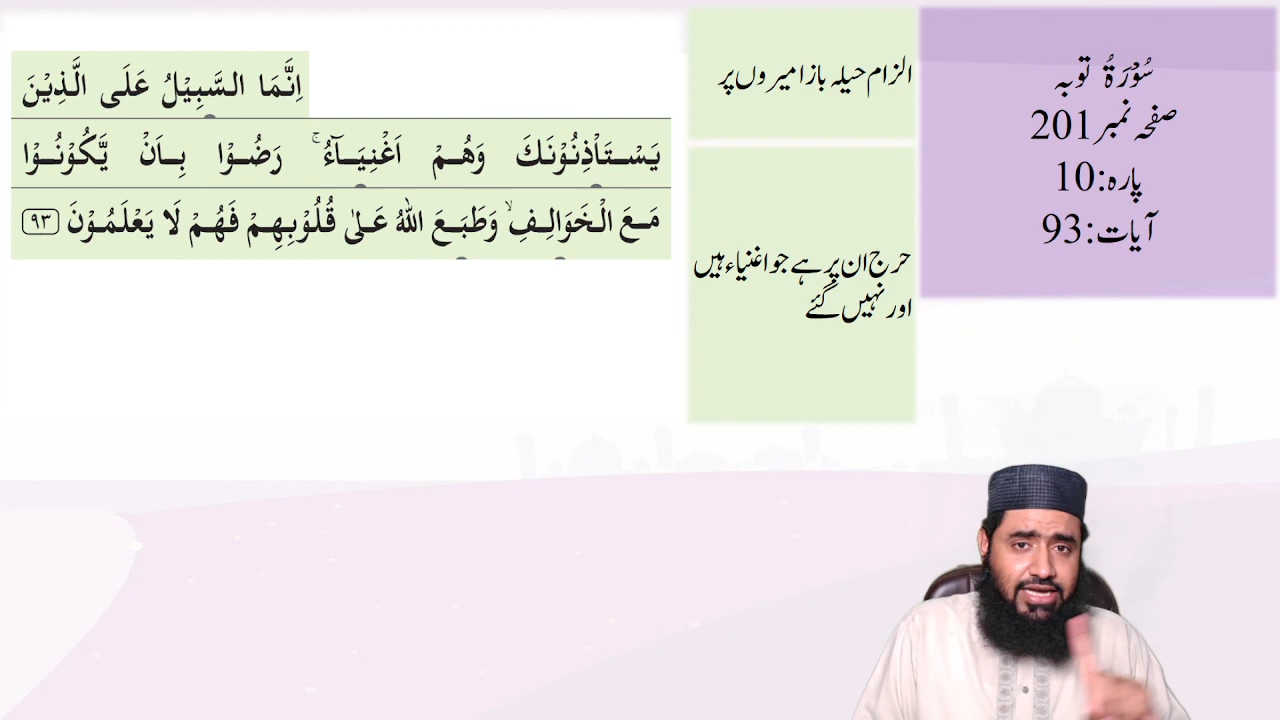 سُوْرَةُ توبہ
صفحہ نمبر 201
پارہ:10
آیات:93
الزام حیلہ باز امیروں پر
حرج ان پر ہے جو اغنیاء ہیں
اور نہیں گئے
اِنَّمَا السَّبِيْلُ عَلَى الَّذِيْنَ
يَسْتَاْذِنُوْنَكَ وَهُمْ اَغْنِيَآءُ ۚ رَضُوْا بِاَنْ يَّكُوْنُوْا
مَعَ الْخَوَالِفِ ۙ وَطَبَعَ اللّٰهُ عَلٰى قُلُوْبِهِمْ فَهُمْ لَا يَعْلَمُوْنَ ٩٣